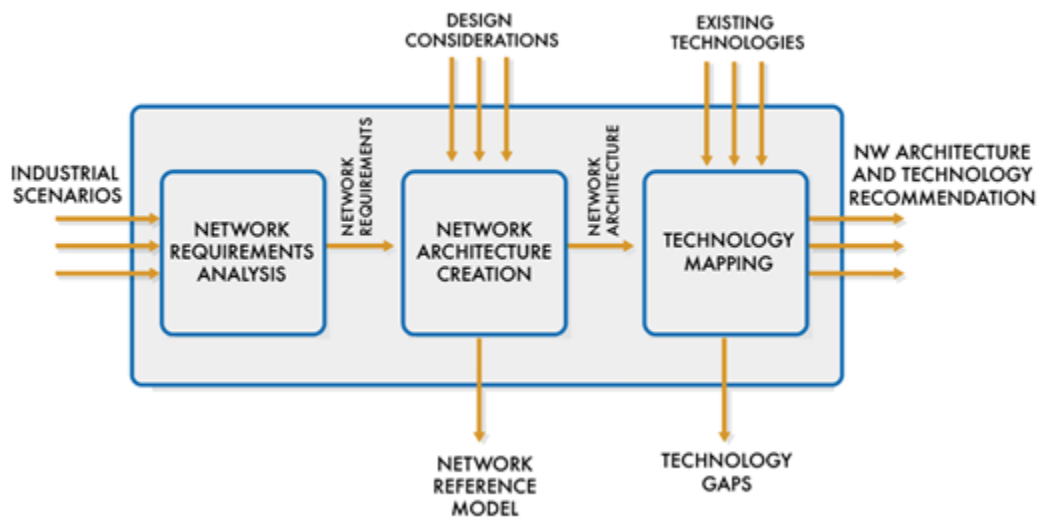 DESIGN
CONSIDERATIONS
EXISTING
TECHNOLOGIES
INDUSTRIAL
SCENARIOS
NETWORK
REQUIREMENTS
ANALYSIS
NETWORK
REQUIREMENTS
NETWORK
ARCHITECTURE
CREATION
NETWORK
ARCHITECTURE
TECHNOLOGY
MAPPING
NW ARCHITECTURE
AND TECHNOLOGY
RECOMMENDATION
NETWORK
REFERENCE
MODEL
TECHNOLOGY
GAPS